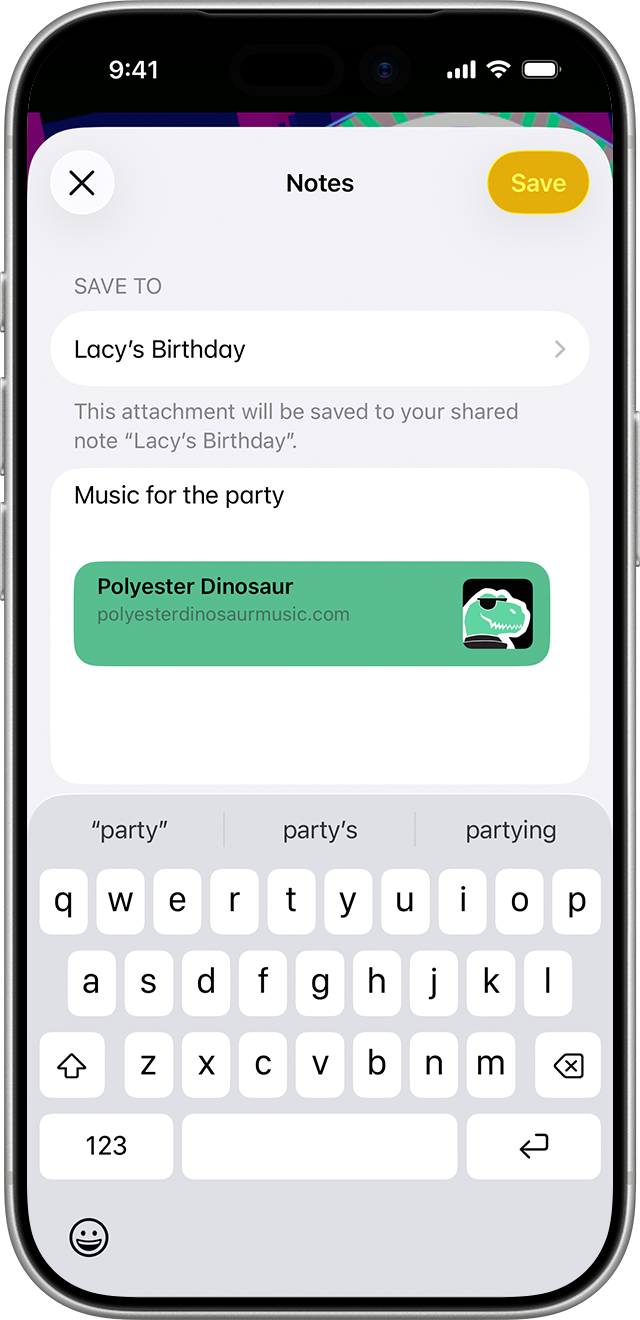 9:41
Notes
Save
SAVE TO
Lacy’s Birthday
This attachment will be saved to your shared
note “Lacy’s Birthday”.
Music for the party
Polyester Dinosaur
polyesterdinosaurmusic.com
“party” party’s partying
q w e r t y u i o p
a s d f g h j k l
z x c v b n m
123